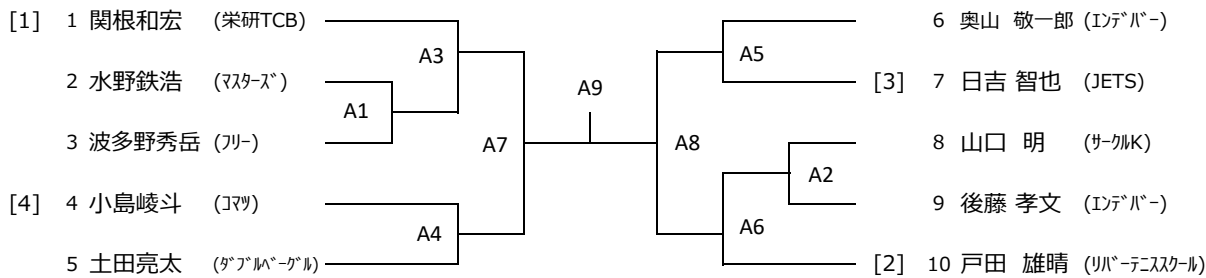 [1] 1 関根和宏 (栄研TCB)
2 水野鉄浩 (ﾏｽﾀｰｽﾞ)
3 波多野秀岳 (ﾌﾘｰ)
[4] 4 小島崚斗 (ｺﾏﾂ)
5 土田亮太 (ﾀﾞﾌﾞﾙﾍﾞｰｸﾞﾙ)
A3
A1
A7
A4
A9
A5
A8
A2
A6
6 奥山 敬一郎 (ｴﾝﾃﾞﾊﾞｰ)
[3] 7 日吉 智也 (JETS)
8 山口 明 (ｻｰｸﾙK)
9 後藤 孝文 (ｴﾝﾃﾞﾊﾞｰ)
[2] 10 戸田 雄晴 (ﾘﾊﾞｰﾃﾆｽｽｸｰﾙ)